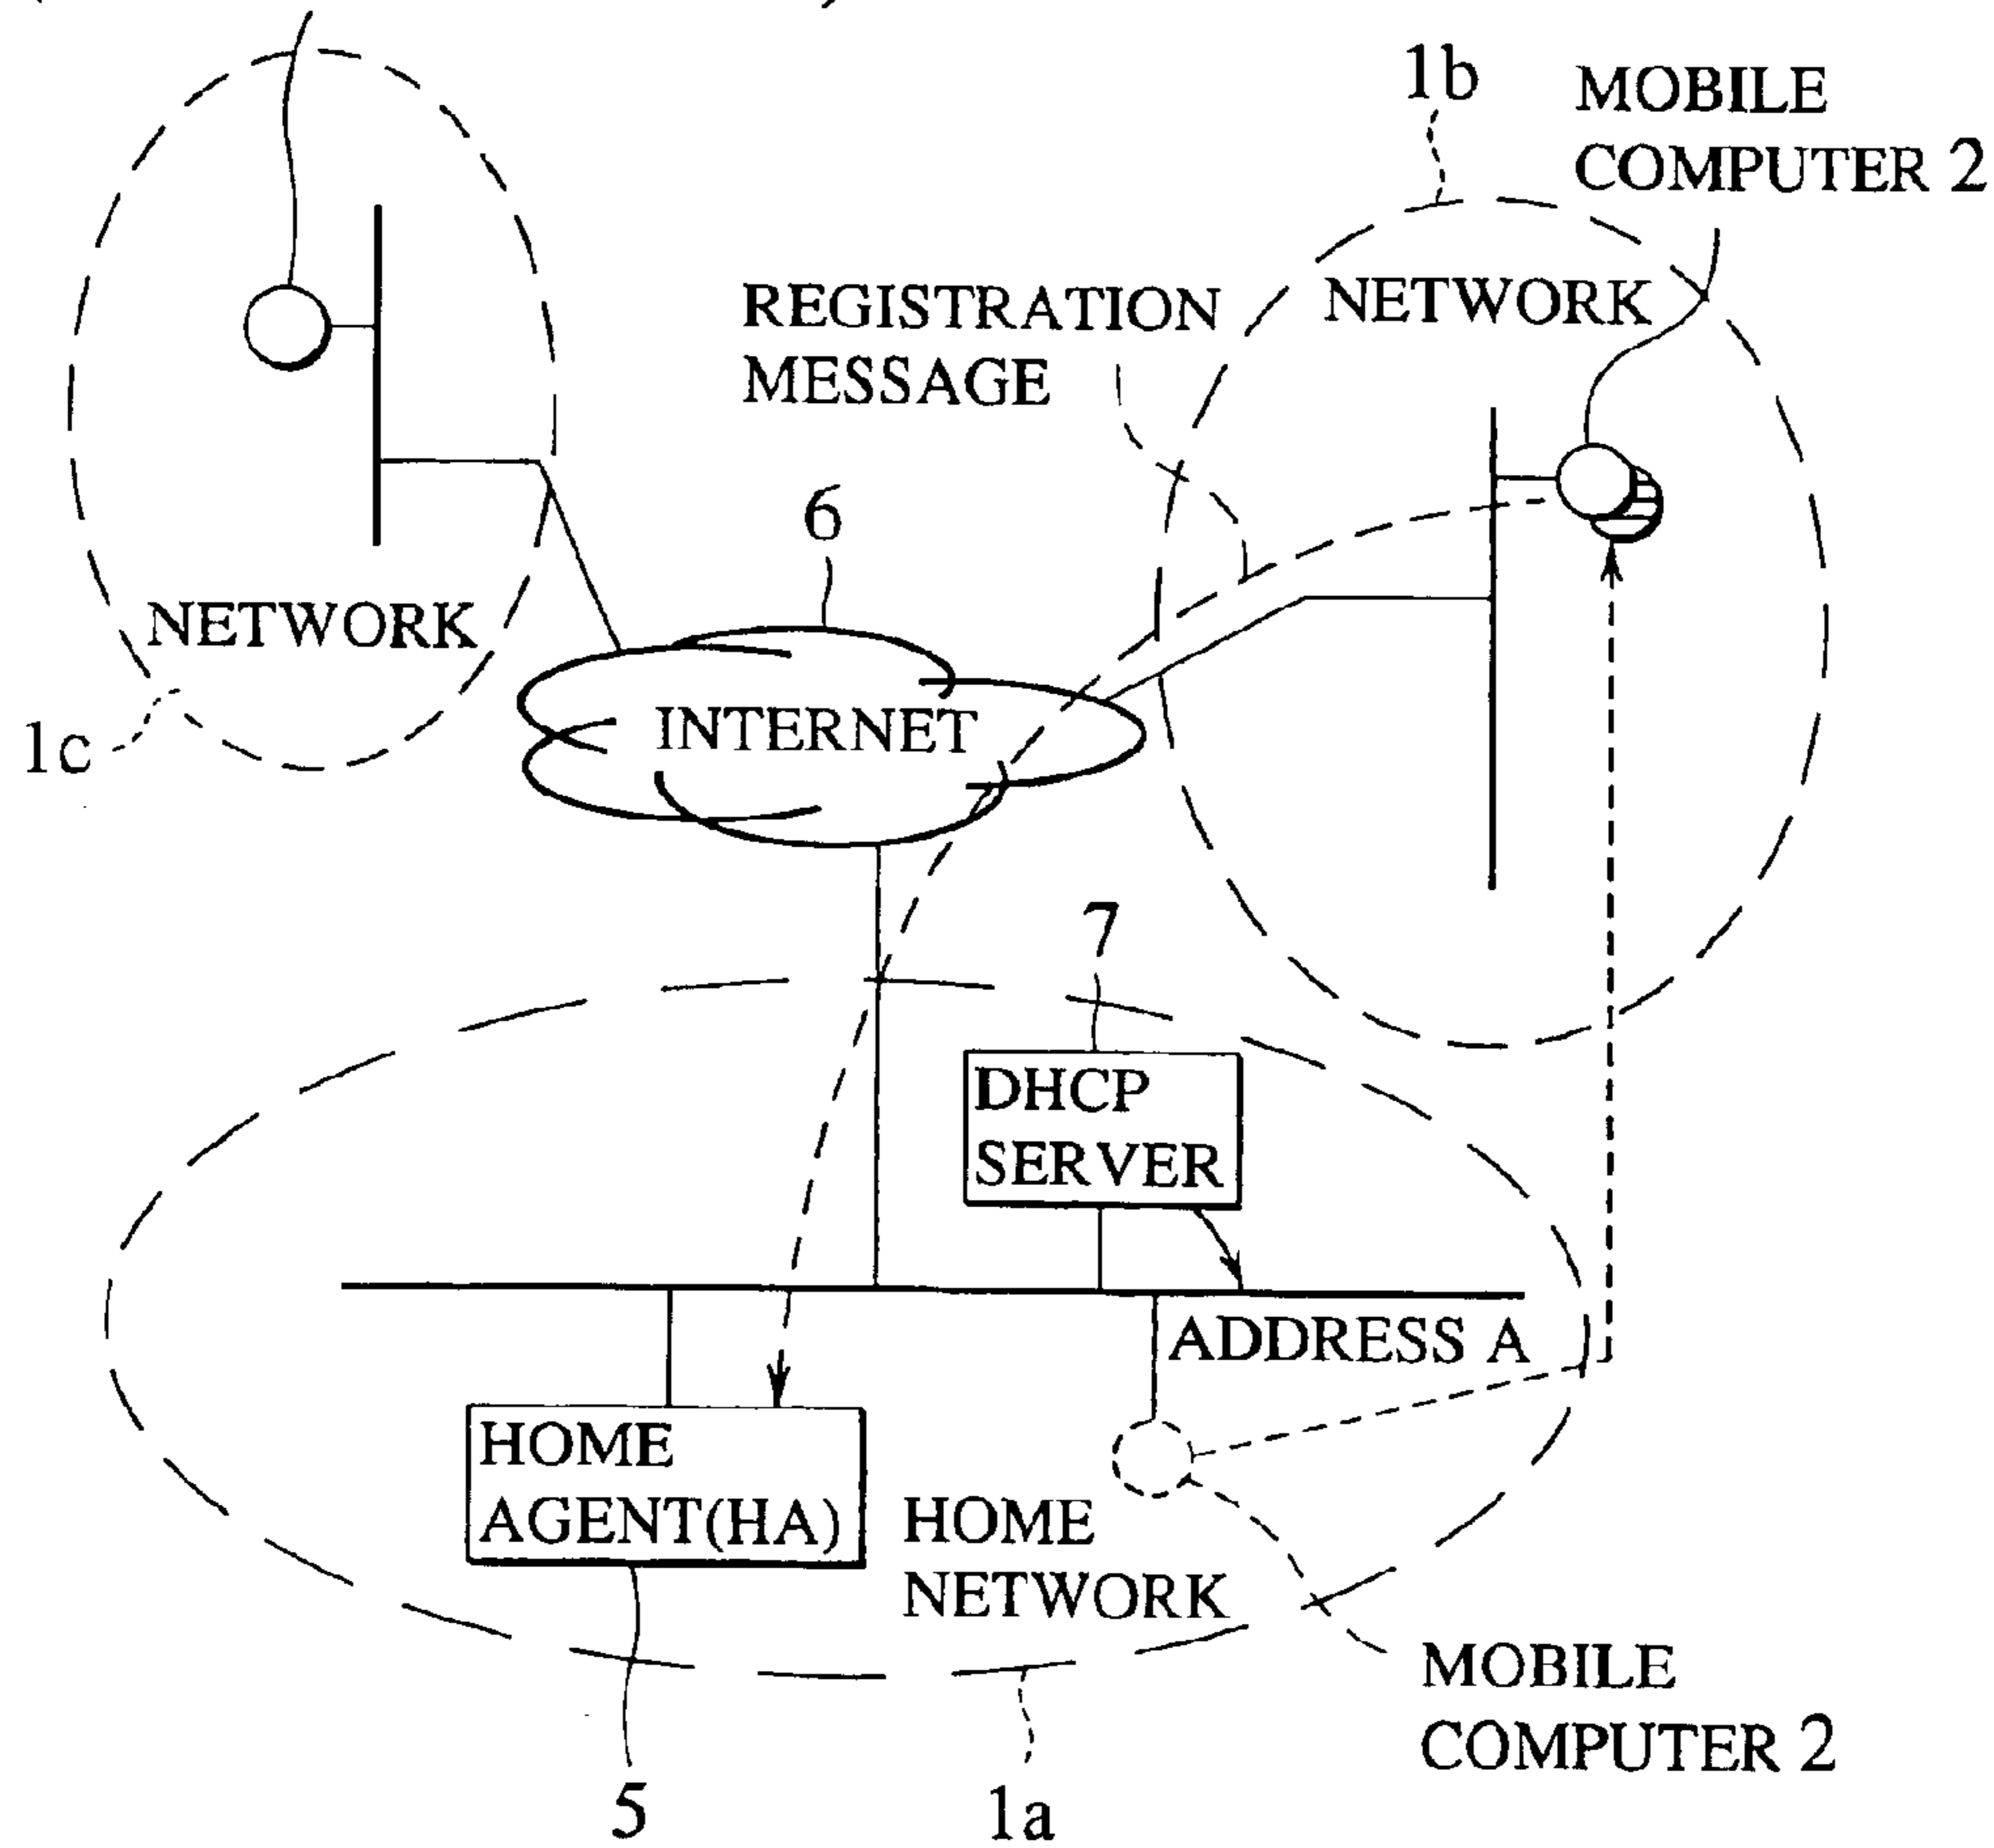 1b
MOBILE
COMPUTER 2
NETWORK
REGISTRATION
MESSAGE
6
NETWORK
1c
INTERNET
7
DHCP
SERVER
ADDRESS A
HOME
AGENT(HA)
HOME
NETWORK
MOBILE
COMPUTER 2
5
1a